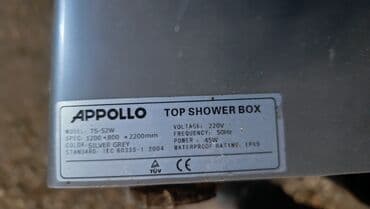 APPOLLO TOP SHOWER BOX
MODEL: TS-52W VOLTAGE: 220V
SPEC: 1200×800×2200mm FREQUENCY: 50Hz
COLOR: SILVER GREY POWER: 45W
STANDARD: IEC 60335-1 2004 WATERPROOF RATING: IPX5
TÜV CE